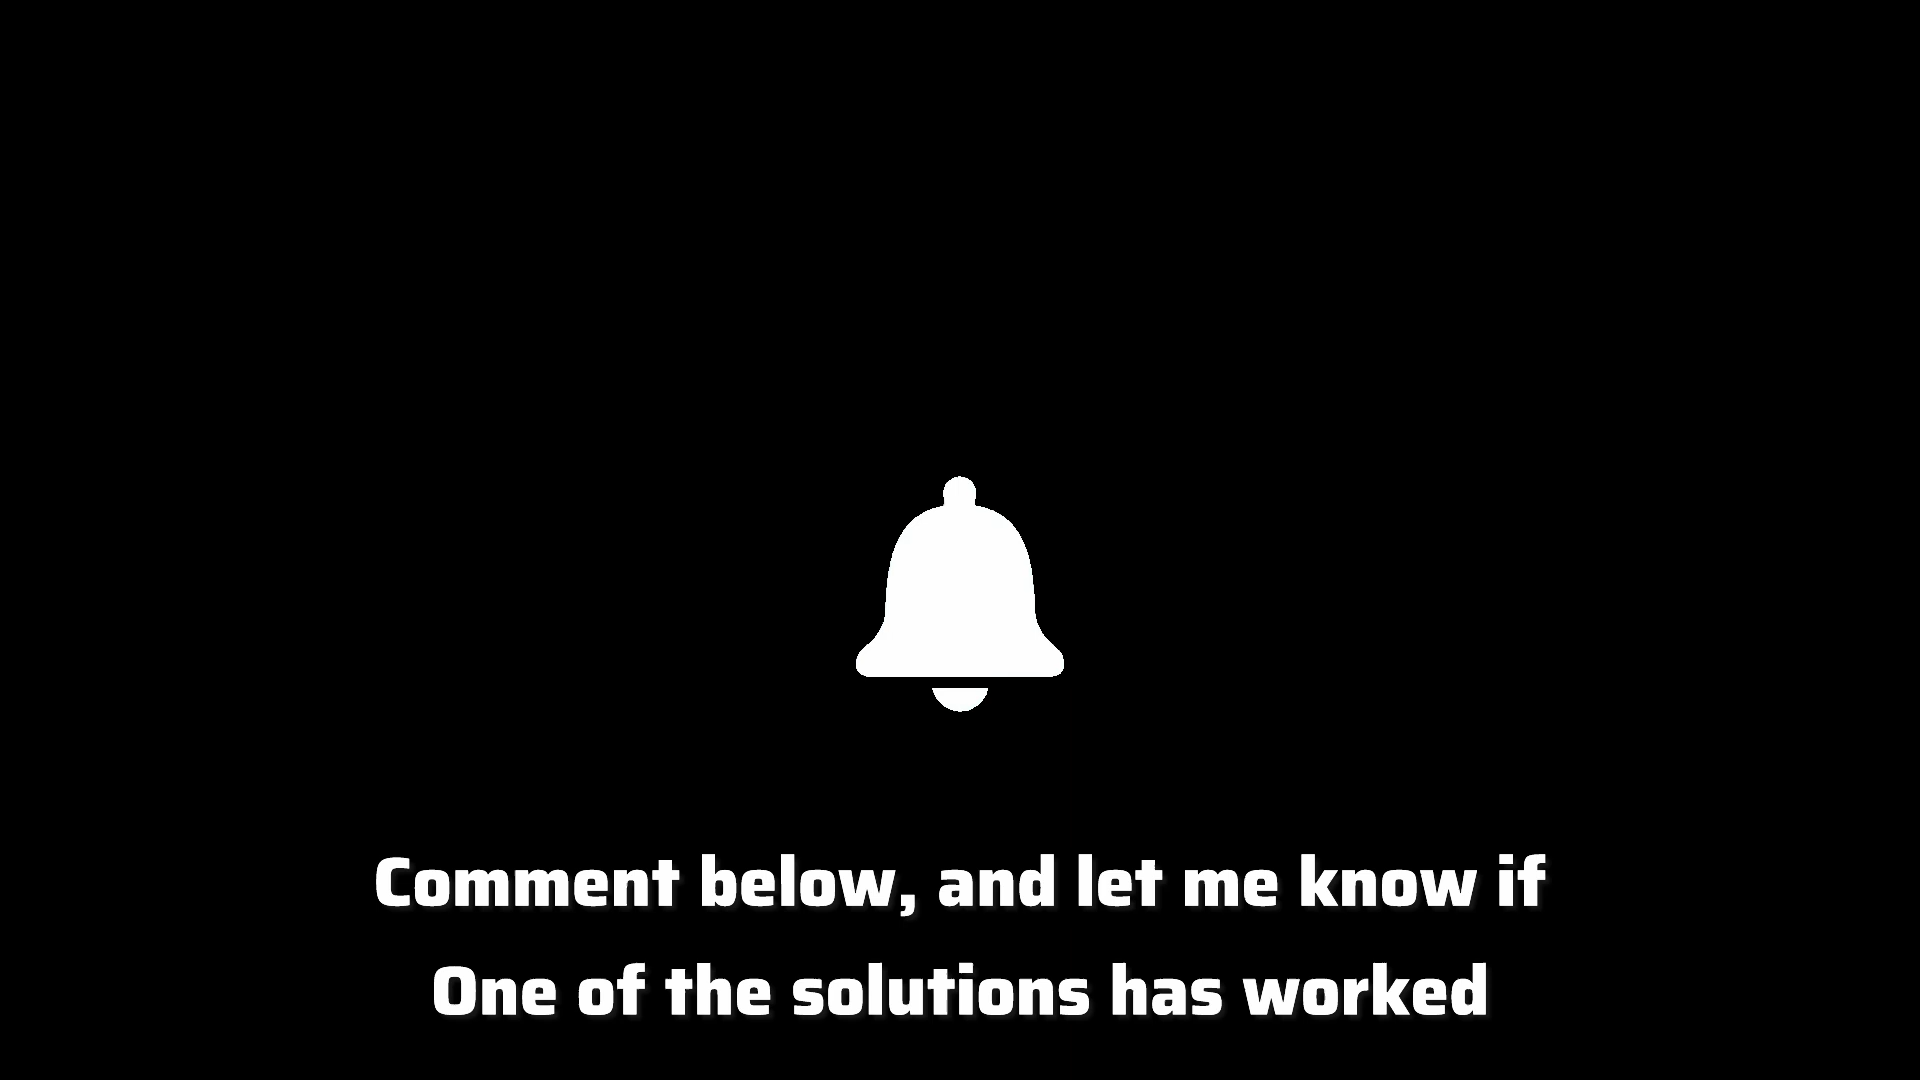 Comment below, and let me know if
One of the solutions has worked